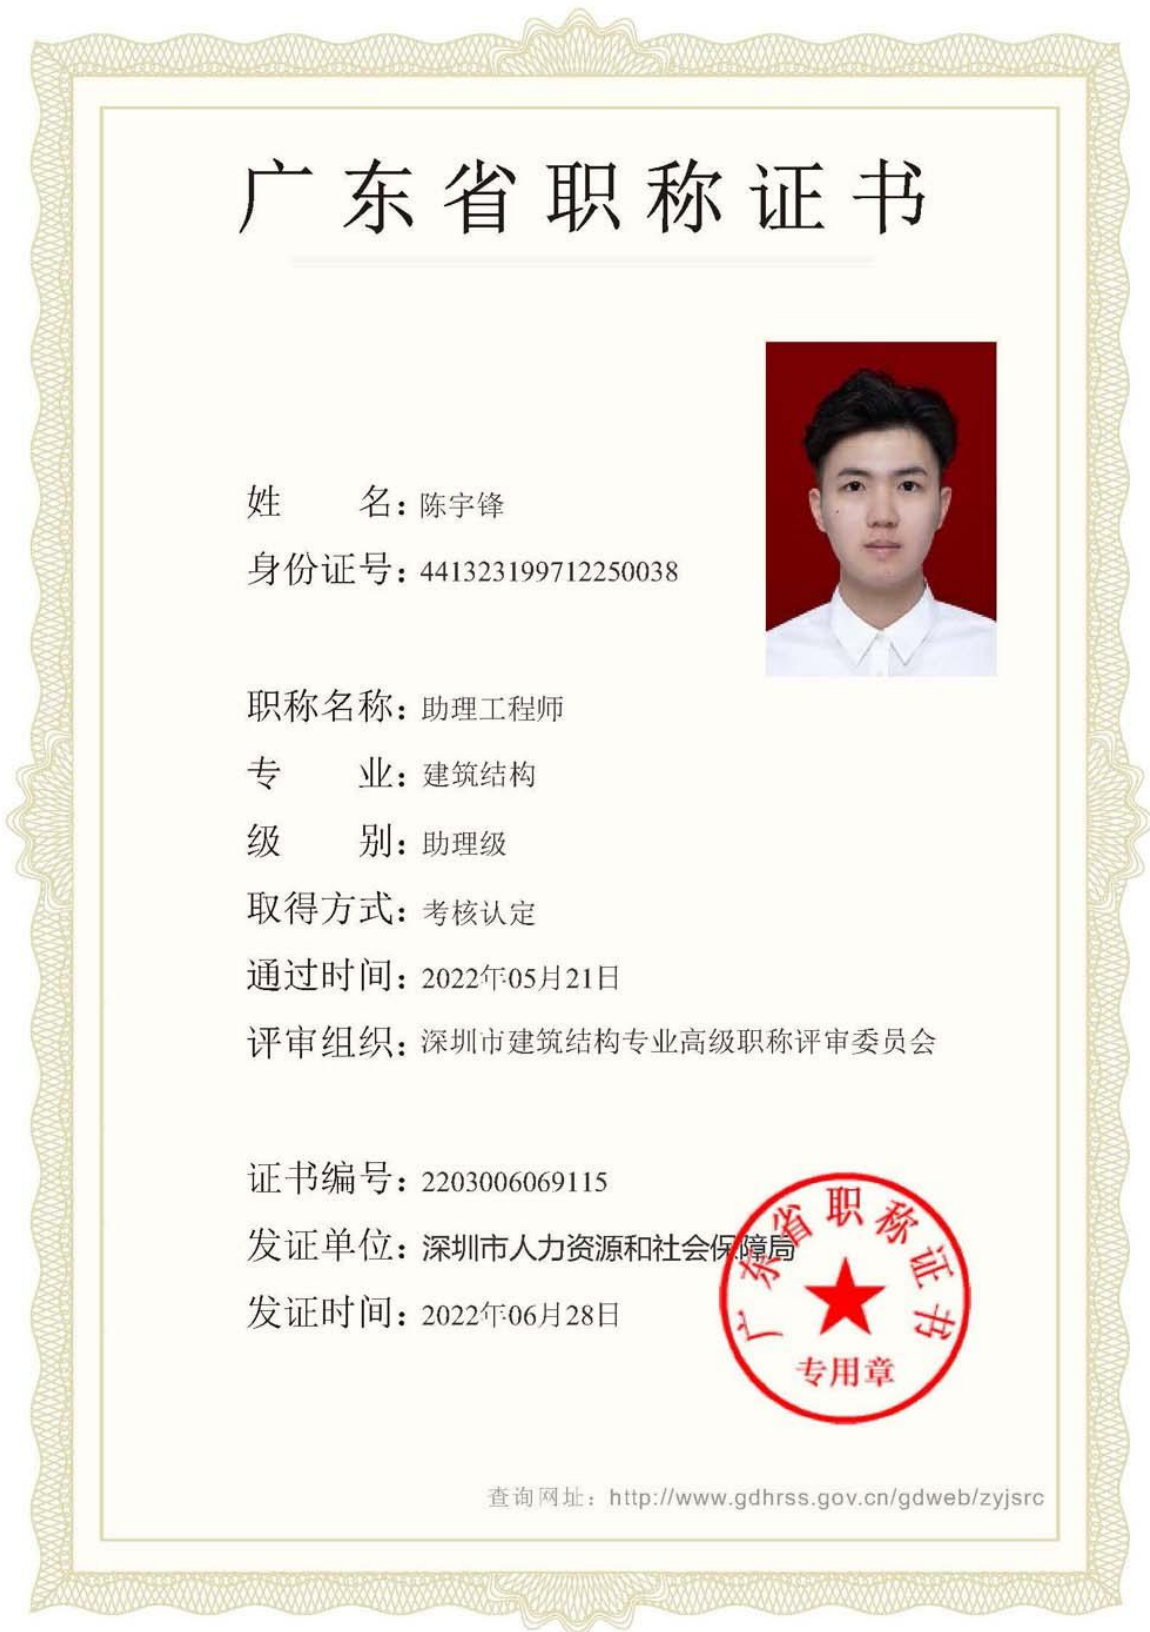 广东省职称证书
姓名：陈宇锋
身份证号：441323199712250038
职称名称：助理工程师
专业：建筑结构
级别：助理级
取得方式：考核认定
通过时间：2022年05月21日
评审组织：深圳市建筑结构专业高级职称评审委员会
证书编号：2203006069115
发证单位：深圳市人力资源和社会保障局
发证时间：2022年06月28日
广东省职称证书
专用章
查询网址：http://www.gdhrss.gov.cn/gdweb/zyjsrc